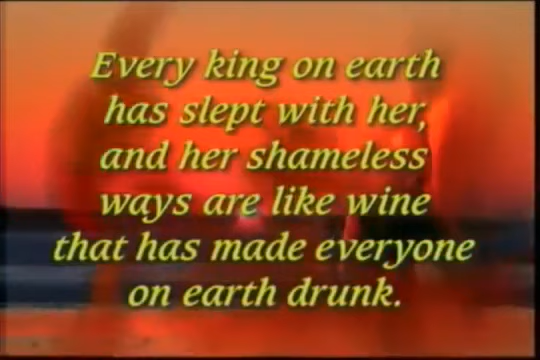 Every king on earth
has slept with her,
and her shameless
ways are like wine
that has made everyone
on earth drunk.